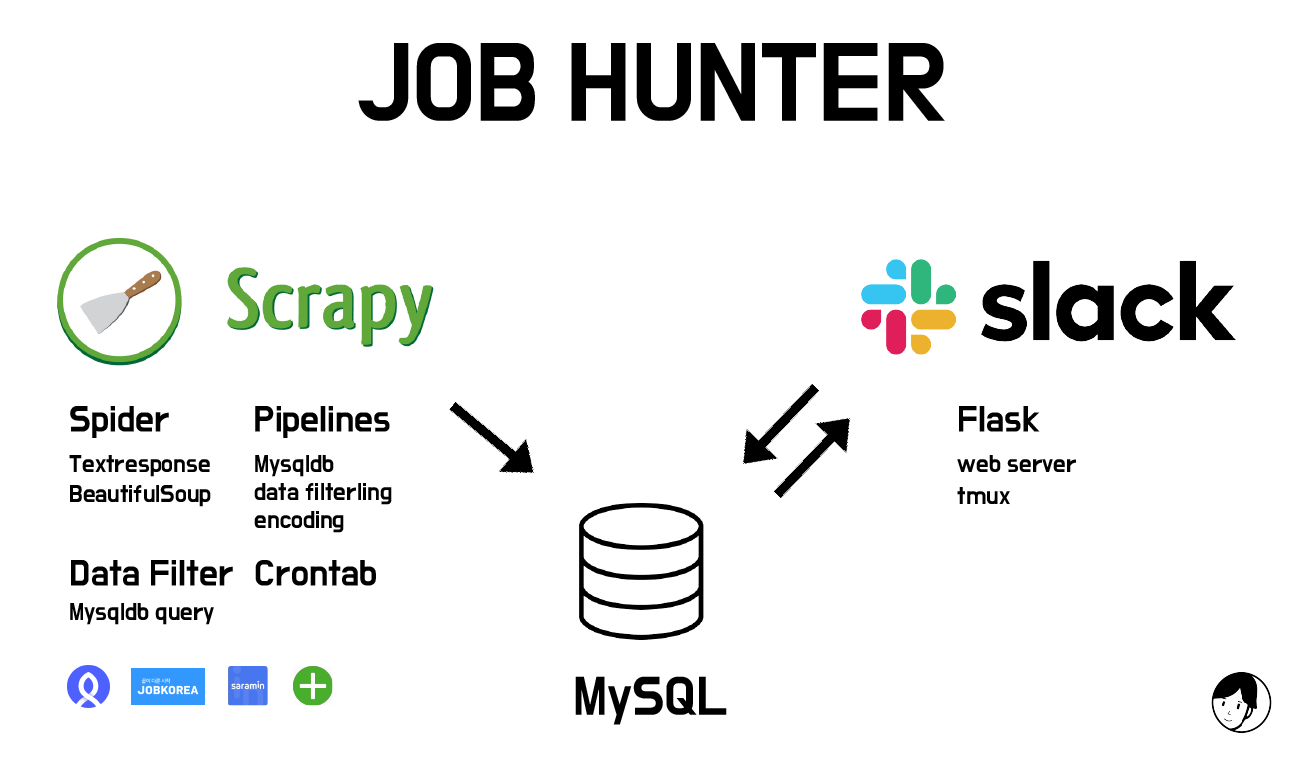 JOB HUNTER
Scrapy
Spider
Textresponse
BeautifulSoup
Pipelines
Mysqldb
data filterling
encoding
Data Filter
Mysqldb query
Crontab
JOBKOREA
saramin
MySQL
slack
Flask
web server
tmux